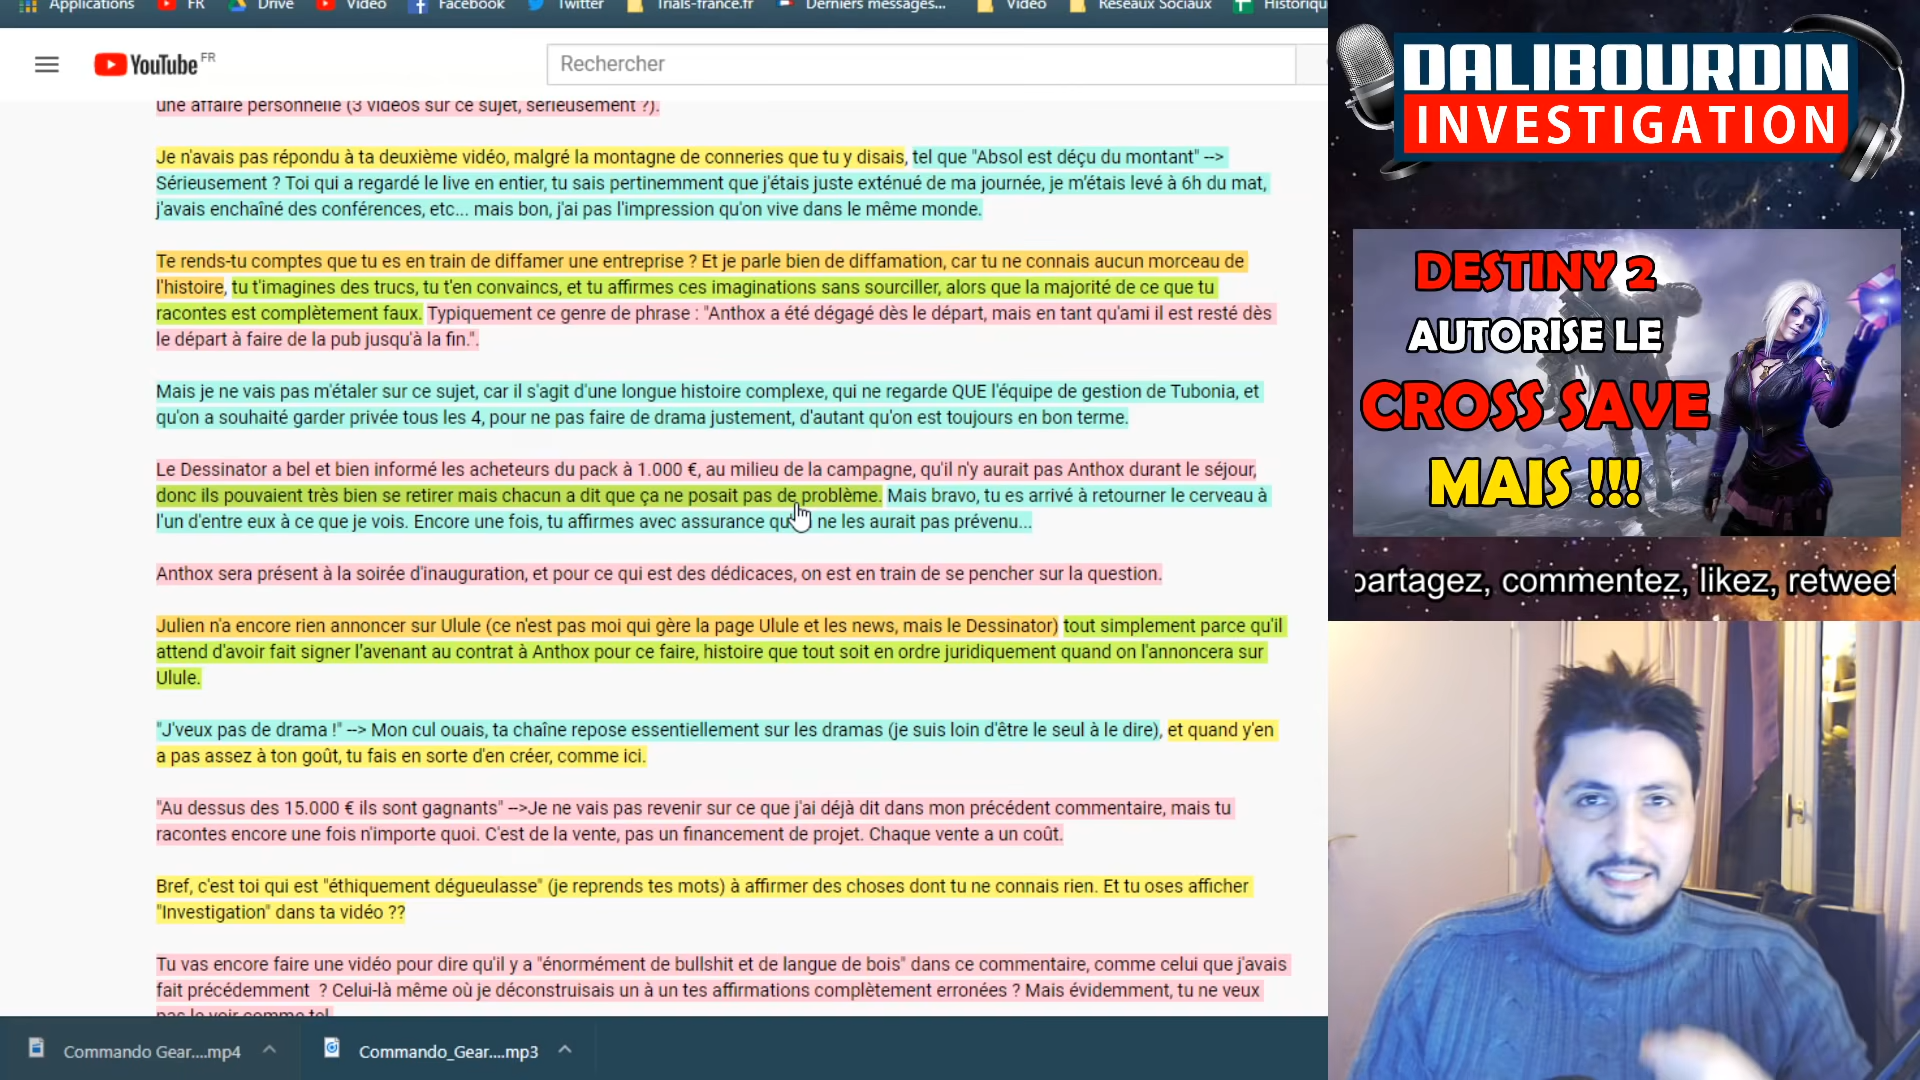 Applications FR Drive Vidéo Facebook Twitter Trials-france.fr Derniers messages... Vidéo Réseaux Sociaux Historiqu
YouTube FR
Rechercher
une affaire personnelle (3 vidéos sur ce sujet, sérieusement ?).
Je n'avais pas répondu à ta deuxième vidéo, malgré la montagne de conneries que tu y disais, tel que "Absol est déçu du montant" -->
Sérieusement ? Toi qui a regardé le live en entier, tu sais pertinemment que j'étais juste exténué de ma journée, je m'étais levé à 6h du mat,
j'avais enchaîné des conférences, etc... mais bon, j'ai pas l'impression qu'on vive dans le même monde.
Te rends-tu comptes que tu es en train de diffamer une entreprise ? Et je parle bien de diffamation, car tu ne connais aucun morceau de
l'histoire, tu t'imagines des trucs, tu t'en convaincs, et tu affirmes ces imaginations sans sourciller, alors que la majorité de ce que tu
racontes est complètement faux. Typiquement ce genre de phrase : "Anthox a été dégagé dès le départ, mais en tant qu'ami il est resté dès
le départ à faire de la pub jusqu'à la fin.".
Mais je ne vais pas m'étaler sur ce sujet, car il s'agit d'une longue histoire complexe, qui ne regarde QUE l'équipe de gestion de Tubonia, et
qu'on a souhaité garder privée tous les 4, pour ne pas faire de drama justement, d'autant qu'on est toujours en bon terme.
Le Dessinator a bel et bien informé les acheteurs du pack à 1.000 €, au milieu de la campagne, qu'il n'y aurait pas Anthox durant le séjour,
donc ils pouvaient très bien se retirer mais chacun a dit que ça ne posait pas de problème. Mais bravo, tu es arrivé à retourner le cerveau à
l'un d'entre eux à ce que je vois. Encore une fois, tu affirmes avec assurance qu ne les aurait pas prévenu...
Anthox sera présent à la soirée d'inauguration, et pour ce qui est des dédicaces, on est en train de se pencher sur la question.
Julien n'a encore rien annoncer sur Ulule (ce n'est pas moi qui gère la page Ulule et les news, mais le Dessinator) tout simplement parce qu'il
attend d'avoir fait signer l'avenant au contrat à Anthox pour ce faire, histoire que tout soit en ordre juridiquement quand on l'annoncera sur
Ulule.
"J'veux pas de drama !" --> Mon cul ouais, ta chaîne repose essentiellement sur les dramas (je suis loin d'être le seul à le dire), et quand y'en
a pas assez à ton goût, tu fais en sorte d'en créer, comme ici.
"Au dessus des 15.000 € ils sont gagnants" -->Je ne vais pas revenir sur ce que j'ai déjà dit dans mon précédent commentaire, mais tu
racontes encore une fois n'importe quoi. C'est de la vente, pas un financement de projet. Chaque vente a un coût.
Bref, c'est toi qui est "éthiquement dégueulasse" (je reprends tes mots) à affirmer des choses dont tu ne connais rien. Et tu oses afficher
"Investigation" dans ta vidéo ??
Tu vas encore faire une vidéo pour dire qu'il y a "énormément de bullshit et de langue de bois" dans ce commentaire, comme celui que j'avais
fait précédemment ? Celui-là même où je déconstruisais un à un tes affirmations complètement erronées ? Mais évidemment, tu ne veux
pas le voir comme tel.
Commando Gear....mp4 Commando_Gear....mp3
DALIBOURDIN
INVESTIGATION
DESTINY 2
AUTORISE LE
CROSS SAVE
MAIS !!!
partagez, commentez, likez, retweet